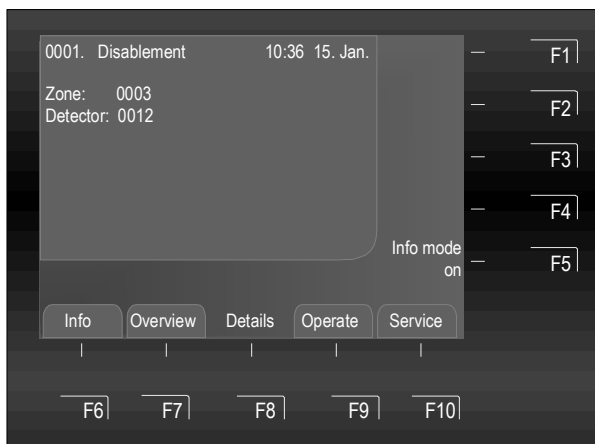 0001. Disablement 10:36 15. Jan.
Zone: 0003
Detector: 0012
Info mode
on
F1
F2
F3
F4
F5
Info Overview Details Operate Service
F6 F7 F8 F9 F10